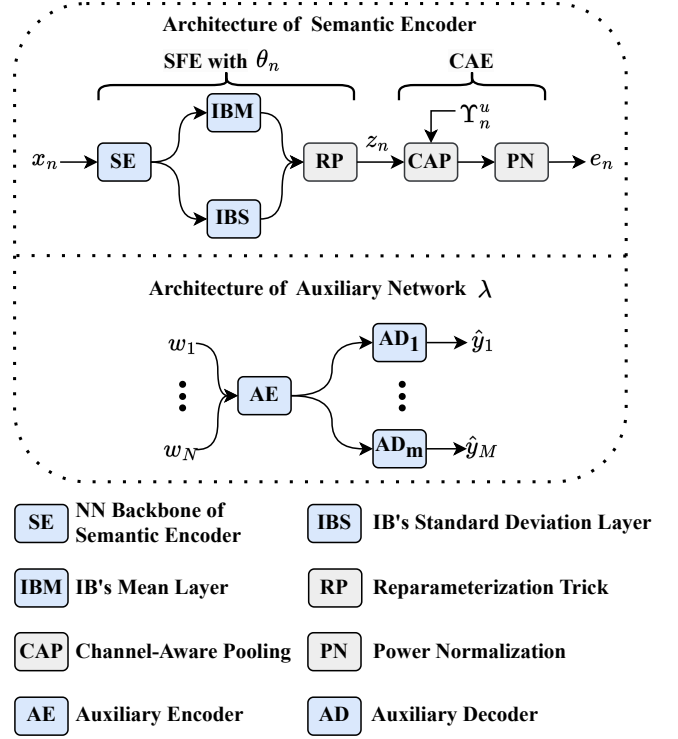 Architecture of Semantic Encoder
SFE with θₙ
CAE
IBM
Υₙᵘ
xₙ
SE
RP
zₙ
CAP
PN
eₙ
IBS
Architecture of Auxiliary Network λ
w₁
AD₁
ŷ₁
AE
w_N
ADₘ
ŷ_M
SE NN Backbone of
Semantic Encoder
IBS IB's Standard Deviation Layer
IBM IB's Mean Layer
RP Reparameterization Trick
CAP Channel-Aware Pooling
PN Power Normalization
AE Auxiliary Encoder
AD Auxiliary Decoder